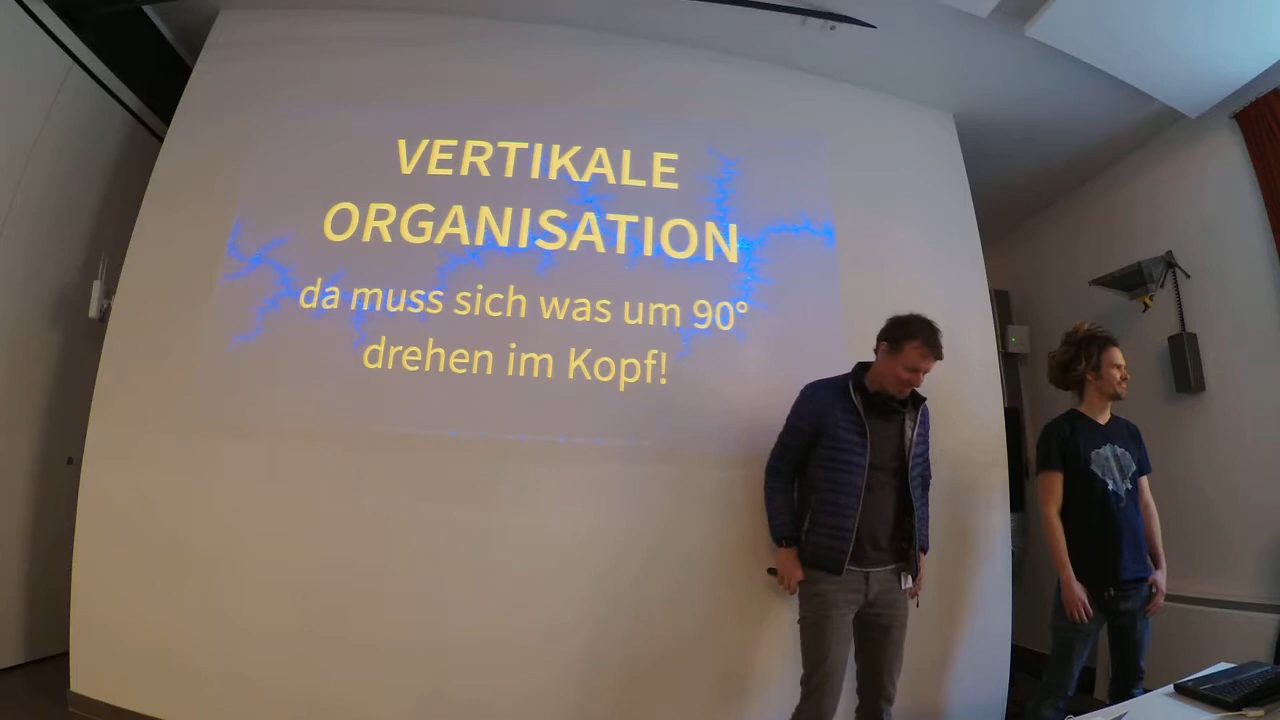 VERTIKALE
ORGANISATION
da muss sich was um 90°
drehen im Kopf!